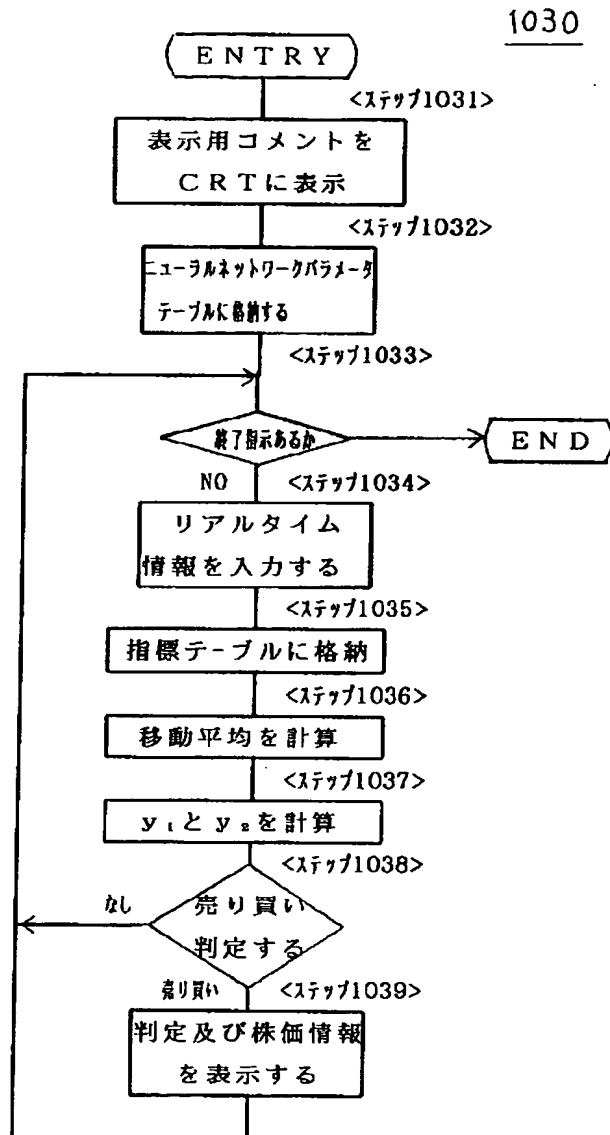 1030
ENTRY
<ステップ1031>
表示用コメントを
CRTに表示
<ステップ1032>
ニューラルネットワークパラメータ
テーブルに格納する
<ステップ1033>
終了指示あるか
END
NO
<ステップ1034>
リアルタイム
情報を入力する
<ステップ1035>
指標テーブルに格納
<ステップ1036>
移動平均を計算
<ステップ1037>
y₁とy₂を計算
<ステップ1038>
なし
売り買い
判定する
売り買い
<ステップ1039>
判定及び株価情報
を表示する